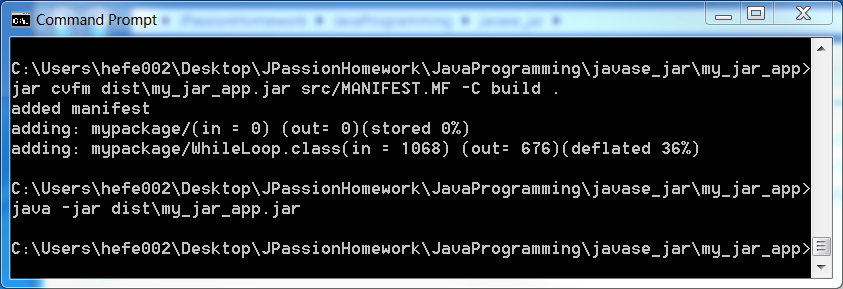 Command Prompt
C:\Users\hefe002\Desktop\JPassionHomework\JavaProgramming\javase_jar\my_jar_app>
jar cvfm dist\my_jar_app.jar src/MANIFEST.MF -C build .
added manifest
adding: mypackage/(in = 0) (out= 0)(stored 0%)
adding: mypackage/WhileLoop.class(in = 1068) (out= 676)(deflated 36%)
C:\Users\hefe002\Desktop\JPassionHomework\JavaProgramming\javase_jar\my_jar_app>
java -jar dist\my_jar_app.jar
C:\Users\hefe002\Desktop\JPassionHomework\JavaProgramming\javase_jar\my_jar_app>